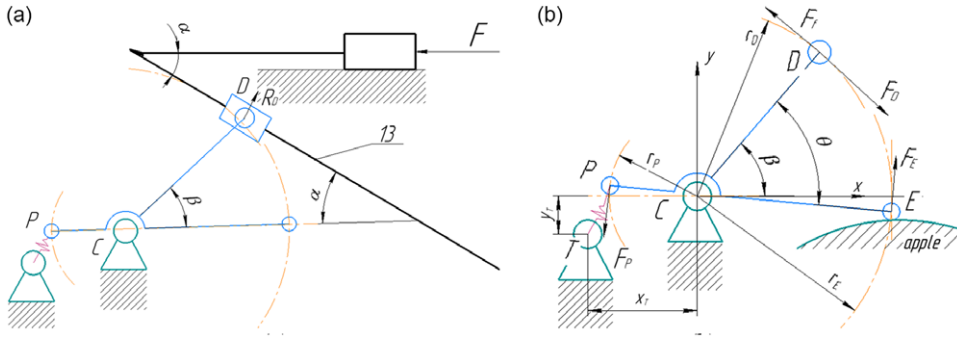 (a)
α
F
D
R_D
13
P
β
α
C
(b)
y
r_D
F_f
D
F_D
θ
P
r_P
β
F_E
x
y_T
C
E
T
F_P
apple
r_E
x_T